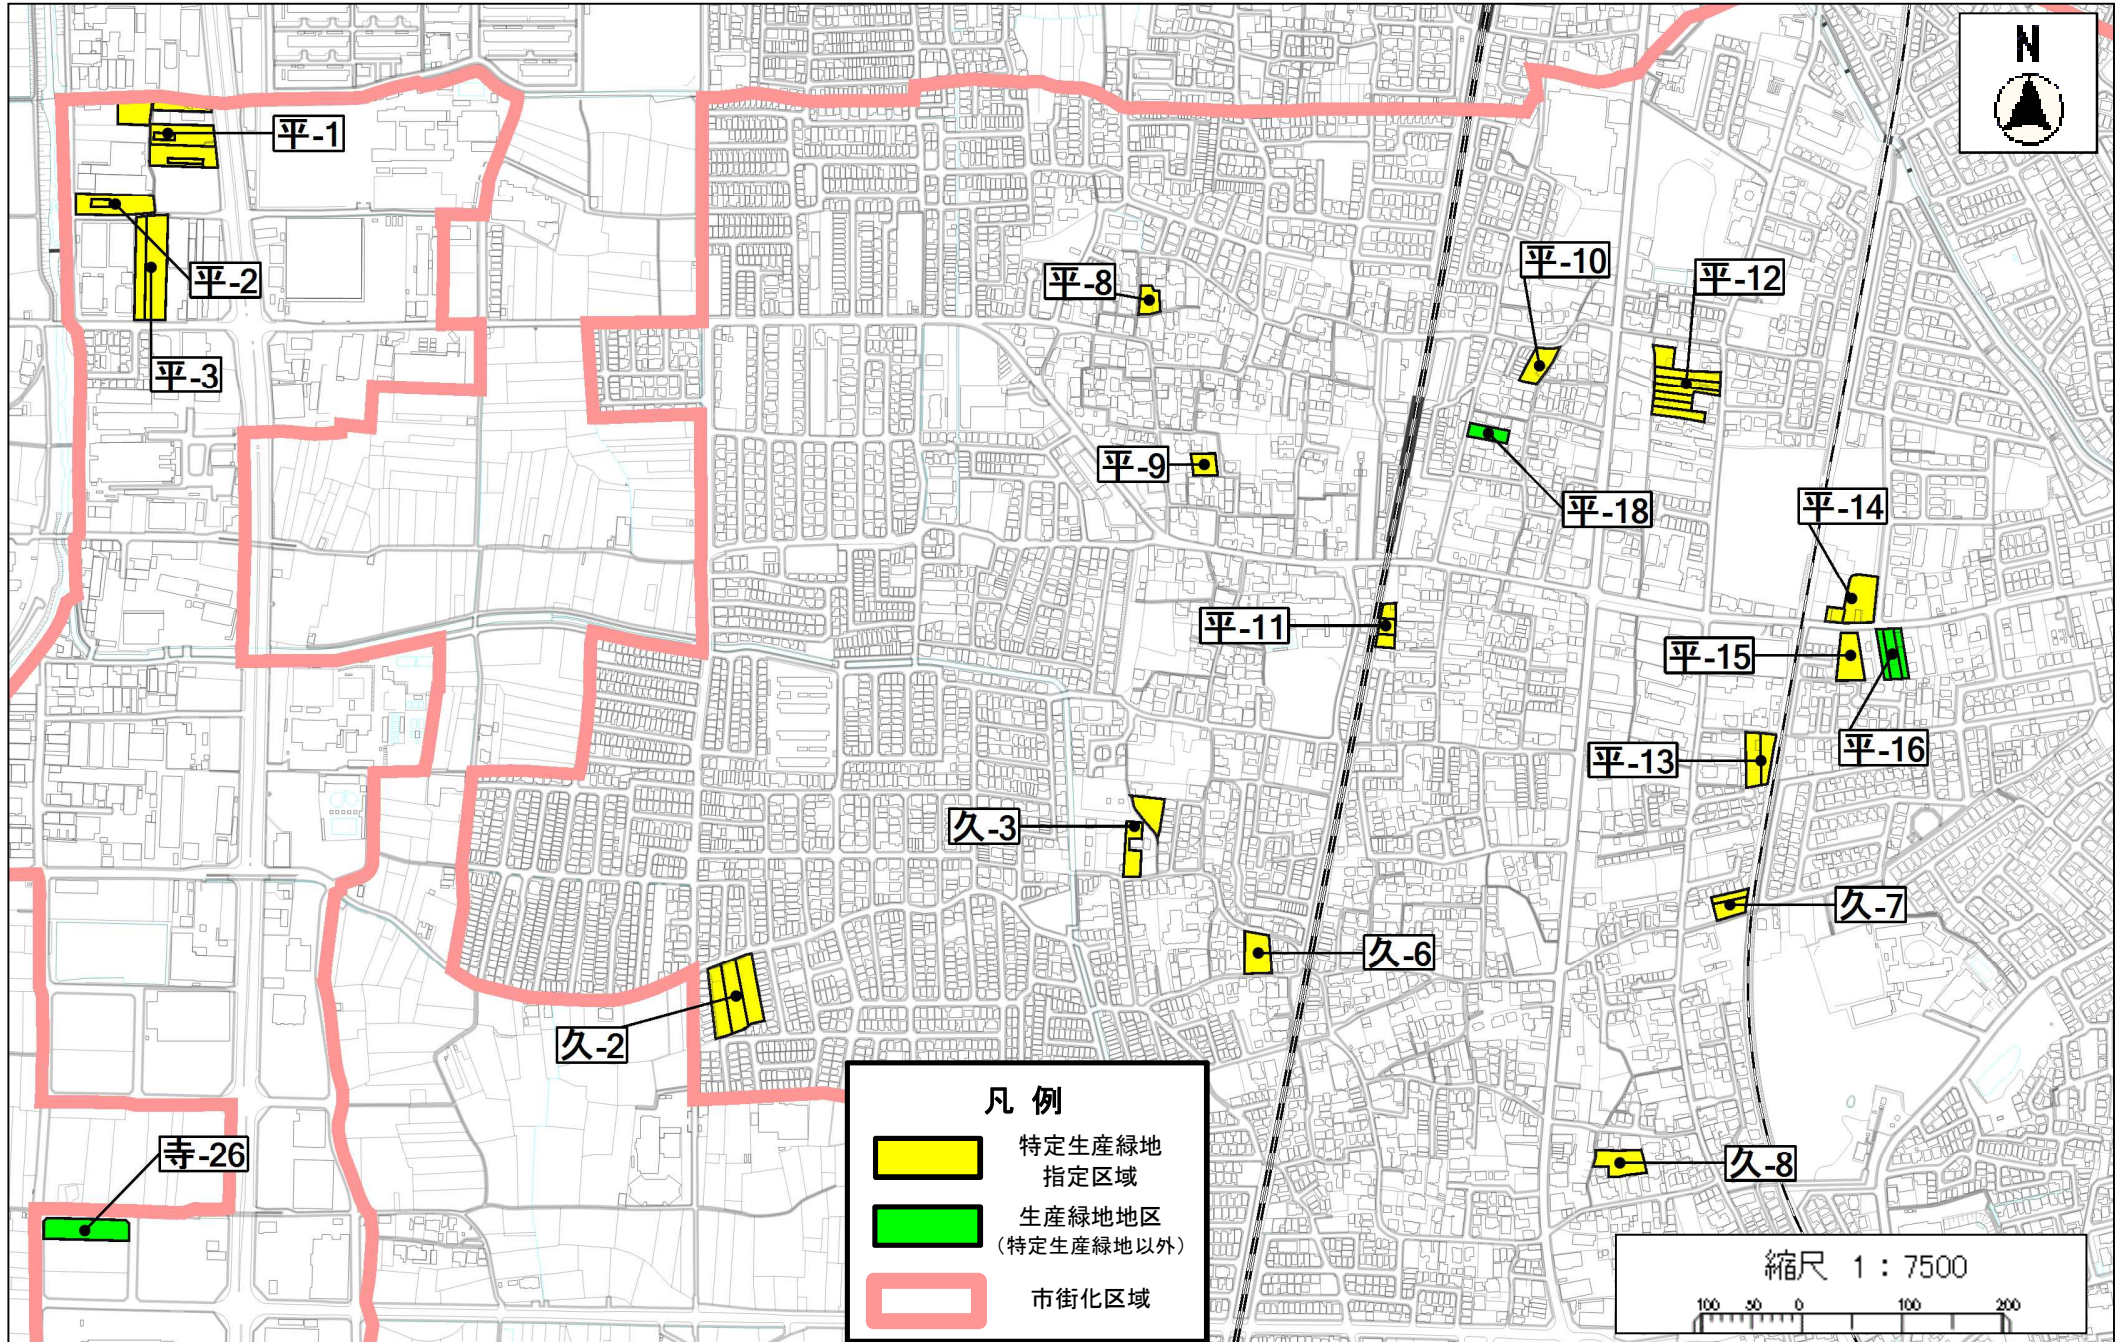 N
平-1
平-2
平-3
平-8
平-10
平-12
平-9
平-18
平-14
平-11
平-15
平-16
平-13
久-3
久-7
久-6
久-2
寺-26
久-8
凡 例
特定生産緑地
指定区域
生産緑地地区
（特定生産緑地以外）
市街化区域
縮尺 1：7500
100 50 0 100 200